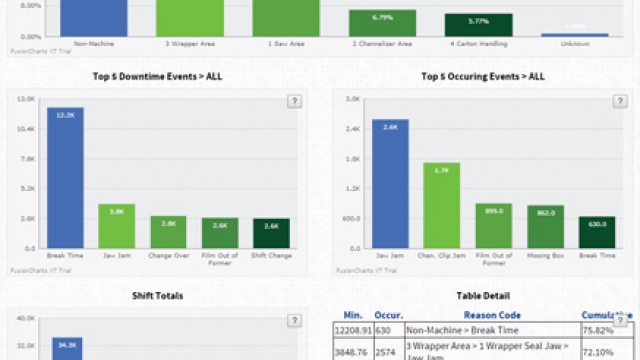 8.00%
0.00%
6.79%
5.77%
Non-Machine
3 Wrapper Area
1 Saw Area
2 Channelizer Area
4 Carton Handling
Unknown
FusionCharts XT Trial
Top 5 Downtime Events > ALL
?
13.0K
10.4K
7.8K
5.2K
2.6K
0.0
12.2K
3.8K
2.8K
2.6K
2.6K
Break Time
Jaw Jam
Change Over
Film Out of
Former
Shift Change
FusionCharts XT Trial
Top 5 Occuring Events > ALL
?
3.0K
2.4K
1.8K
1.2K
600.0
0.0
2.6K
1.7K
899.0
862.0
630.0
Jaw Jam
Chan. Clip Jam
Film Out of
Former
Missing Box
Break Time
FusionCharts XT Trial
Shift Totals
?
40.0K
32.0K
34.3K
Table Detail
?
Min. Occur. Reason Code Cumulative
12208.91 630 Non-Machine > Break Time 75.82%
3848.76 2574 3 Wrapper Area > 1 Wrapper Seal Jaw > 72.10%
Jaw Jam